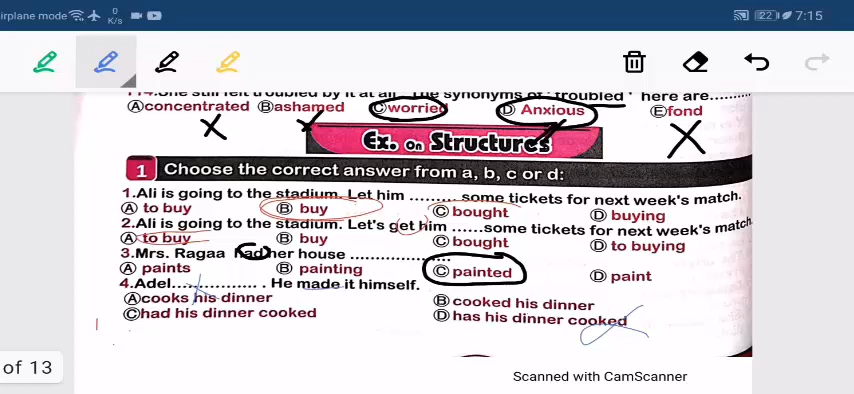 irplane mode 0 K/s 22 7:15
114.She still felt troubled by it at all The synonyms of "troubled" here are........
Ⓐconcentrated Ⓑashamed Ⓒworried Ⓓ Anxious Ⓔfond
Ex. on Structures
1 Choose the correct answer from a, b, c or d:
1.Ali is going to the stadium. Let him ......... some tickets for next week's match.
Ⓐ to buy Ⓑ buy Ⓒ bought Ⓓ buying
2.Ali is going to the stadium. Let's get him ......some tickets for next week's match
Ⓐ to buy Ⓑ buy Ⓒ bought Ⓓ to buying
3.Mrs. Ragaa had her house ......................
Ⓐ paints Ⓑ painting Ⓒ painted Ⓓ paint
4.Adel................... . He made it himself.
Ⓐcooks his dinner Ⓑ cooked his dinner
Ⓒhad his dinner cooked Ⓓ has his dinner cooked
of 13
Scanned with CamScanner